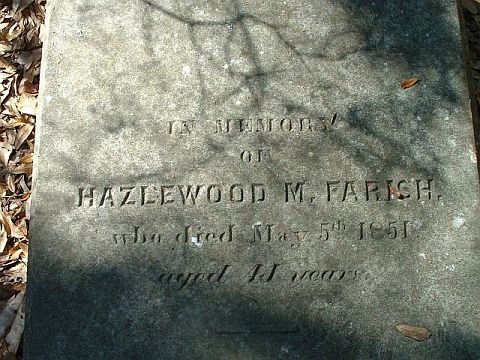 IN MEMORY
OF
HAZLEWOOD M. FARISH.
who died May 5th 1851
aged 41 years